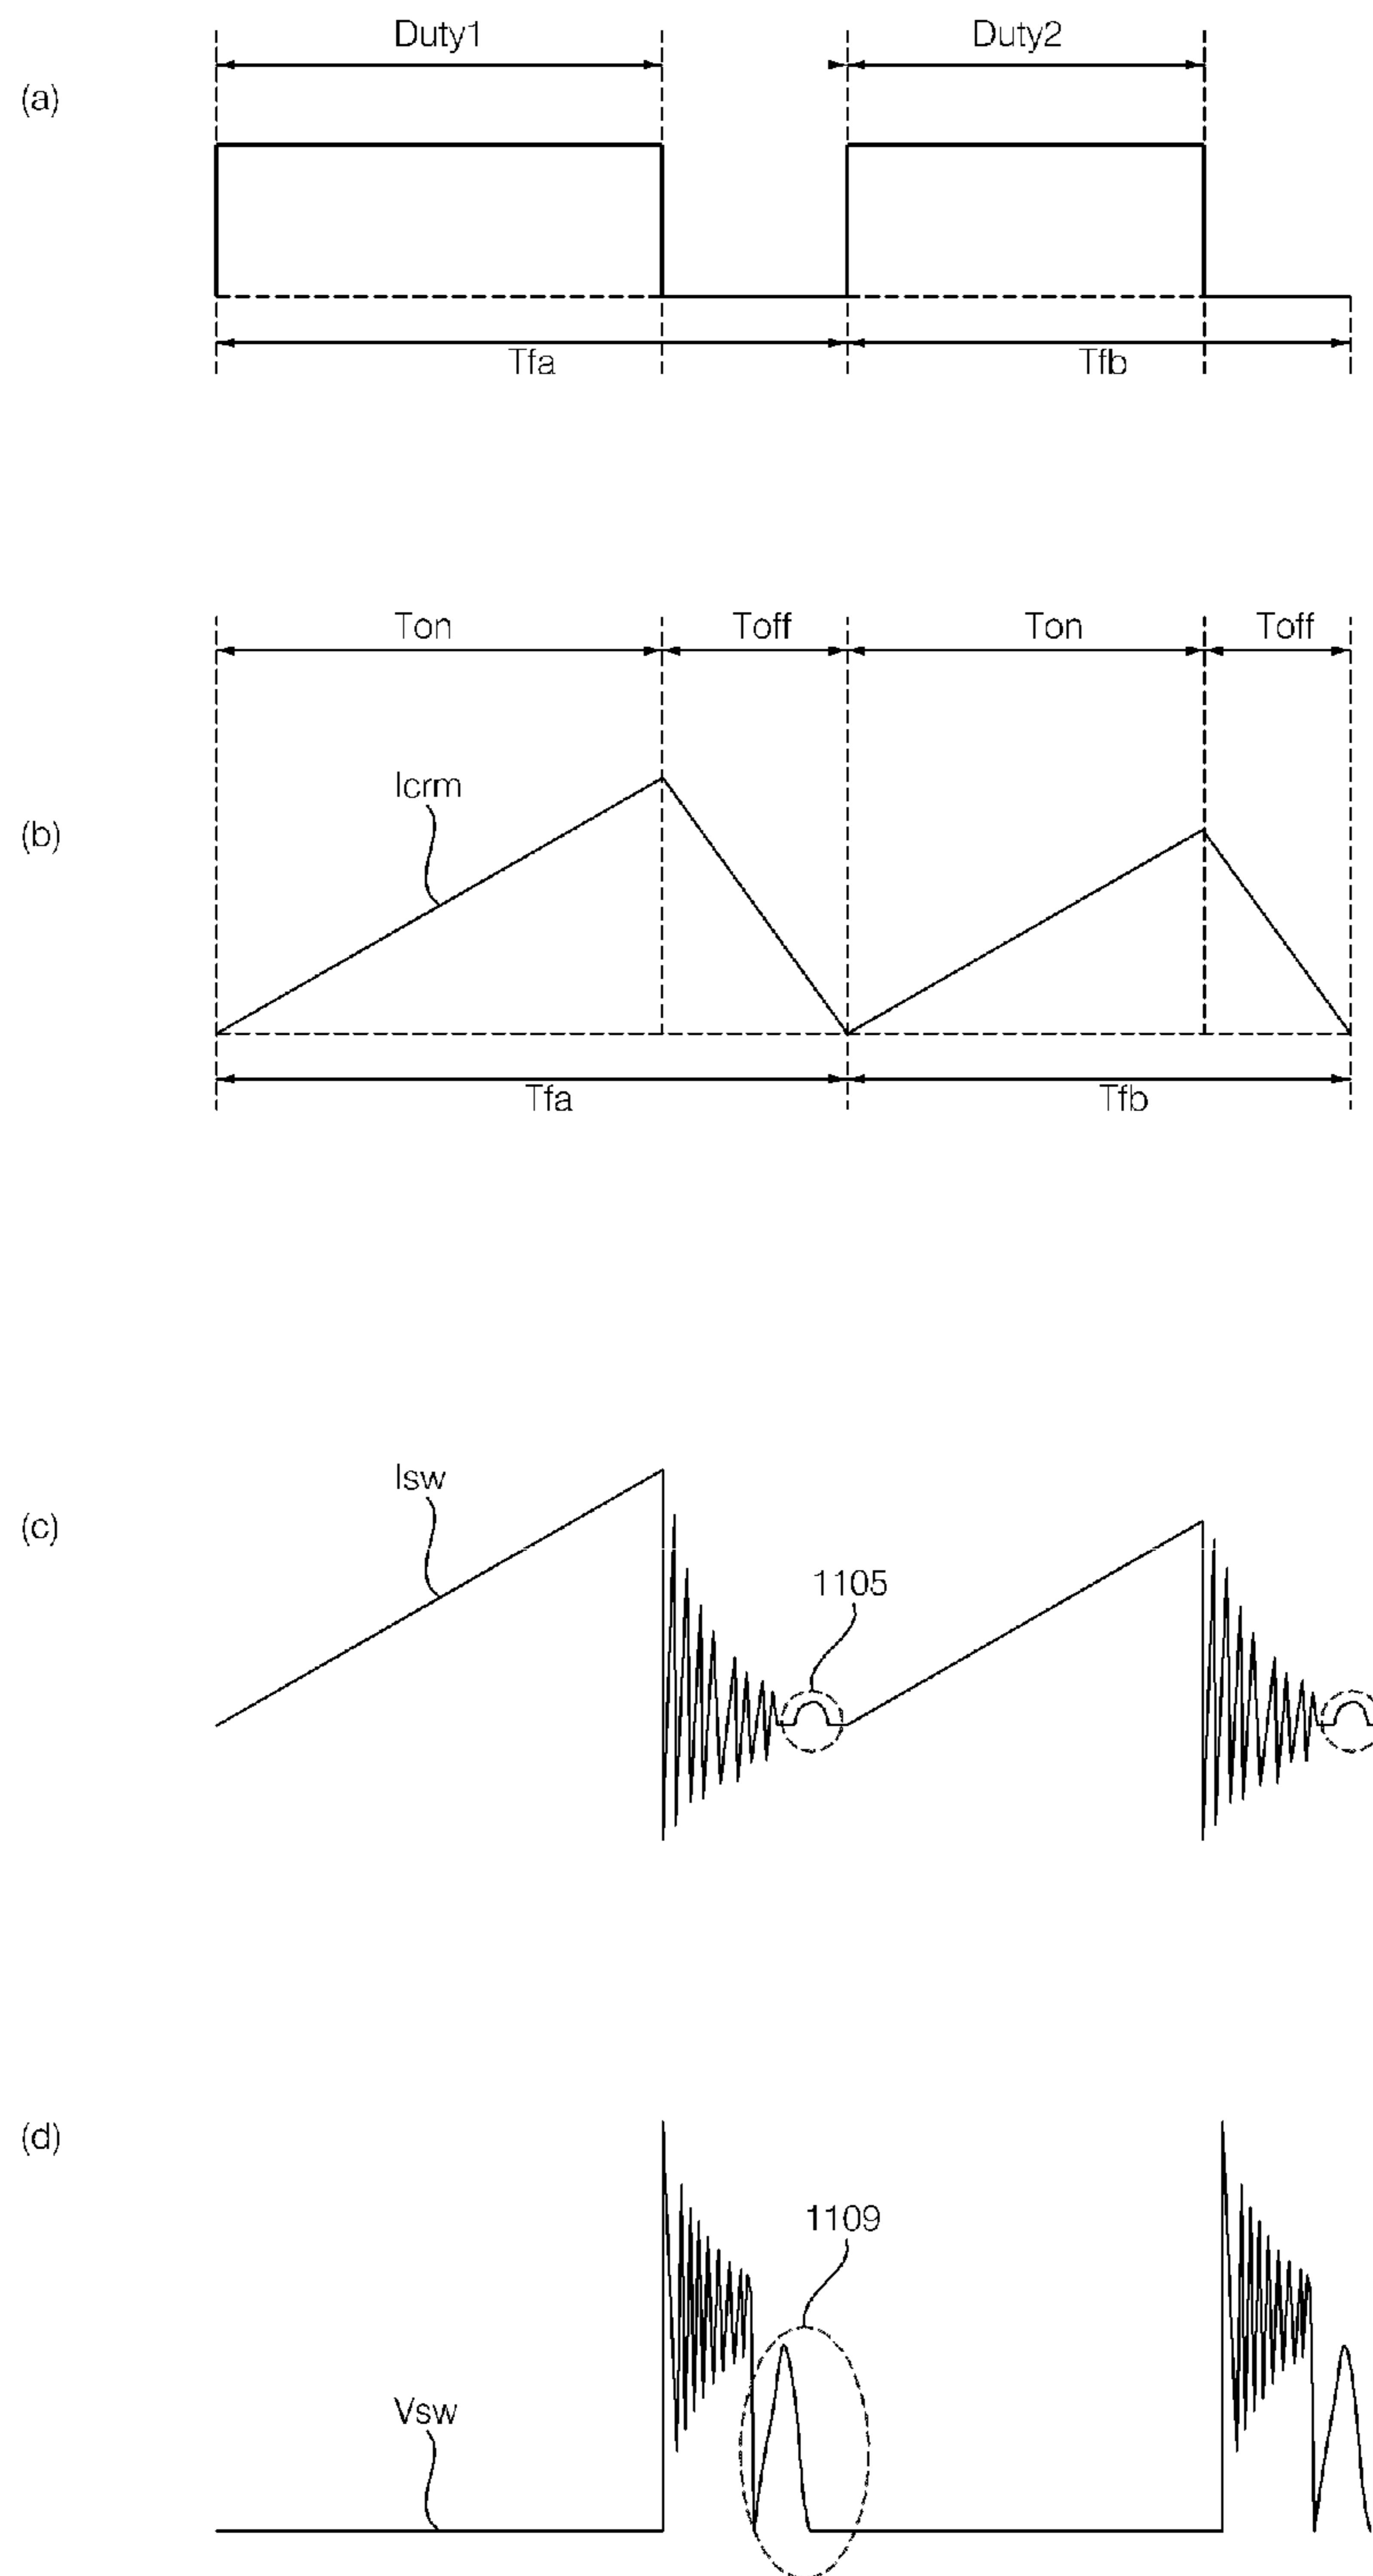 Duty1 Duty2
(a)
Tfa Tfb
Ton Toff Ton Toff
Icrm
(b)
Tfa Tfb
Isw
(c)
1105
(d)
1109
Vsw